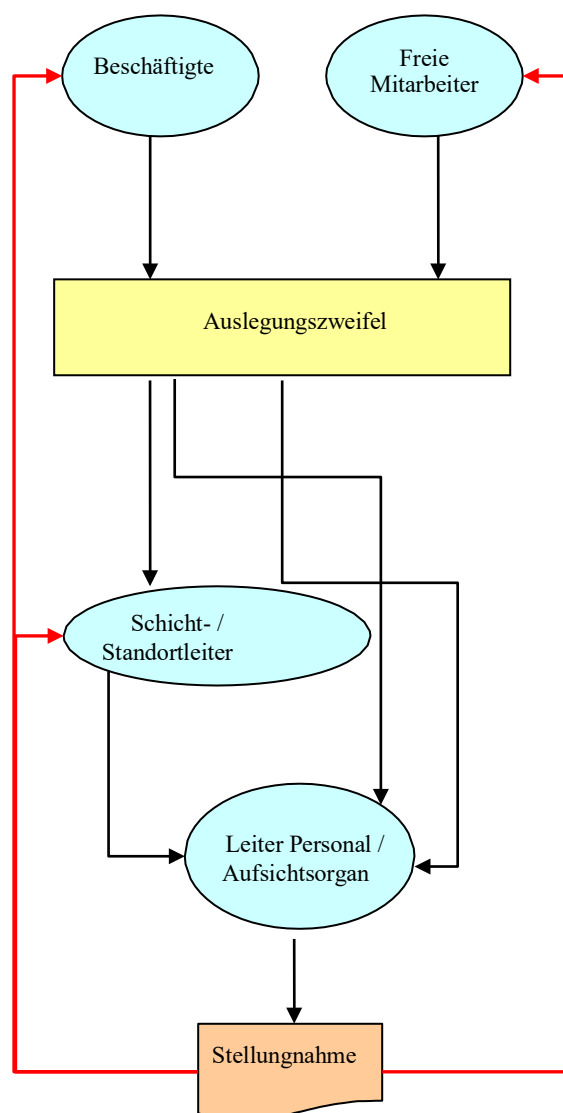 Beschäftigte
Freie
Mitarbeiter
Auslegungszweifel
Schicht- /
Standortleiter
Leiter Personal /
Aufsichtsorgan
Stellungnahme